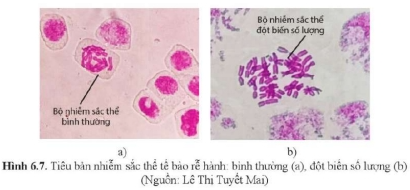 Bộ nhiễm sắc thể
đột biến số lượng
Bộ nhiễm sắc thể
bình thường
a)
b)
Hình 6.7. Tiêu bản nhiễm sắc thể tế bào rễ hành: bình thường (a), đột biến số lượng (b)
(Nguồn: Lê Thị Tuyết Mai)